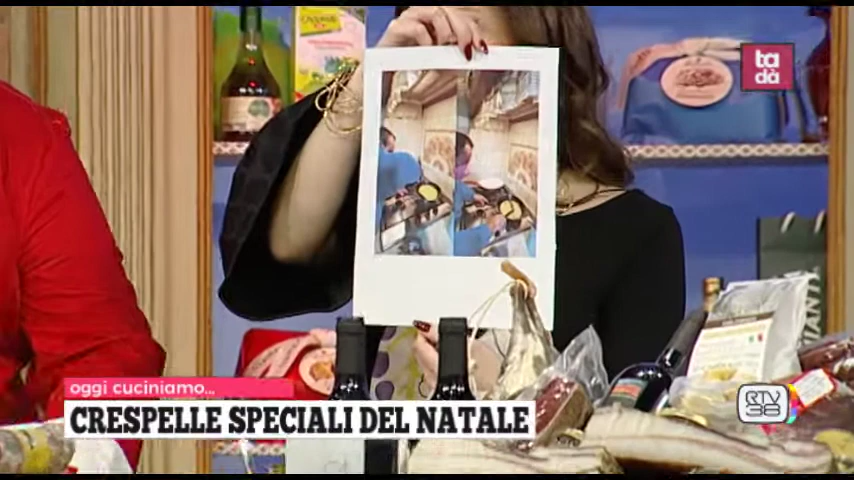 ta
dà
oggi cuciniamo...
CRESPELLE SPECIALI DEL NATALE
RTV
38